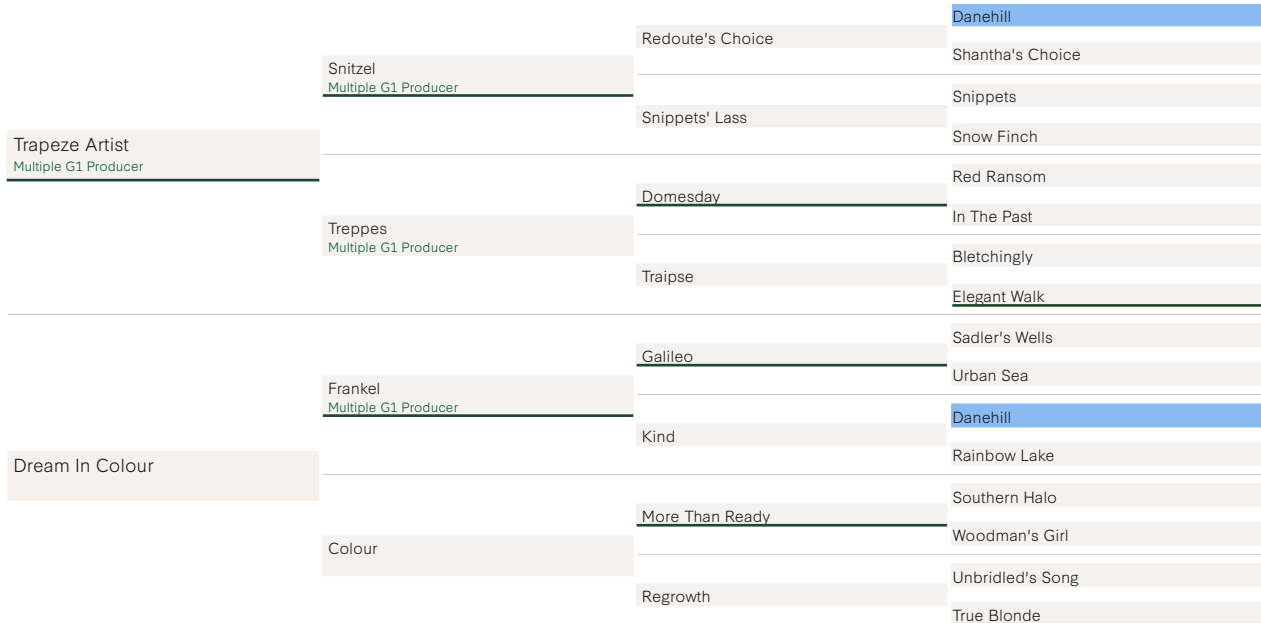 Trapeze Artist
Multiple G1 Producer
Dream In Colour
Snitzel
Multiple G1 Producer
Treppes
Multiple G1 Producer
Frankel
Multiple G1 Producer
Colour
Redoute's Choice
Snippets' Lass
Domesday
Traipse
Galileo
Kind
More Than Ready
Regrowth
Danehill
Shantha's Choice
Snippets
Snow Finch
Red Ransom
In The Past
Bletchingly
Elegant Walk
Sadler's Wells
Urban Sea
Danehill
Rainbow Lake
Southern Halo
Woodman's Girl
Unbridled's Song
True Blonde